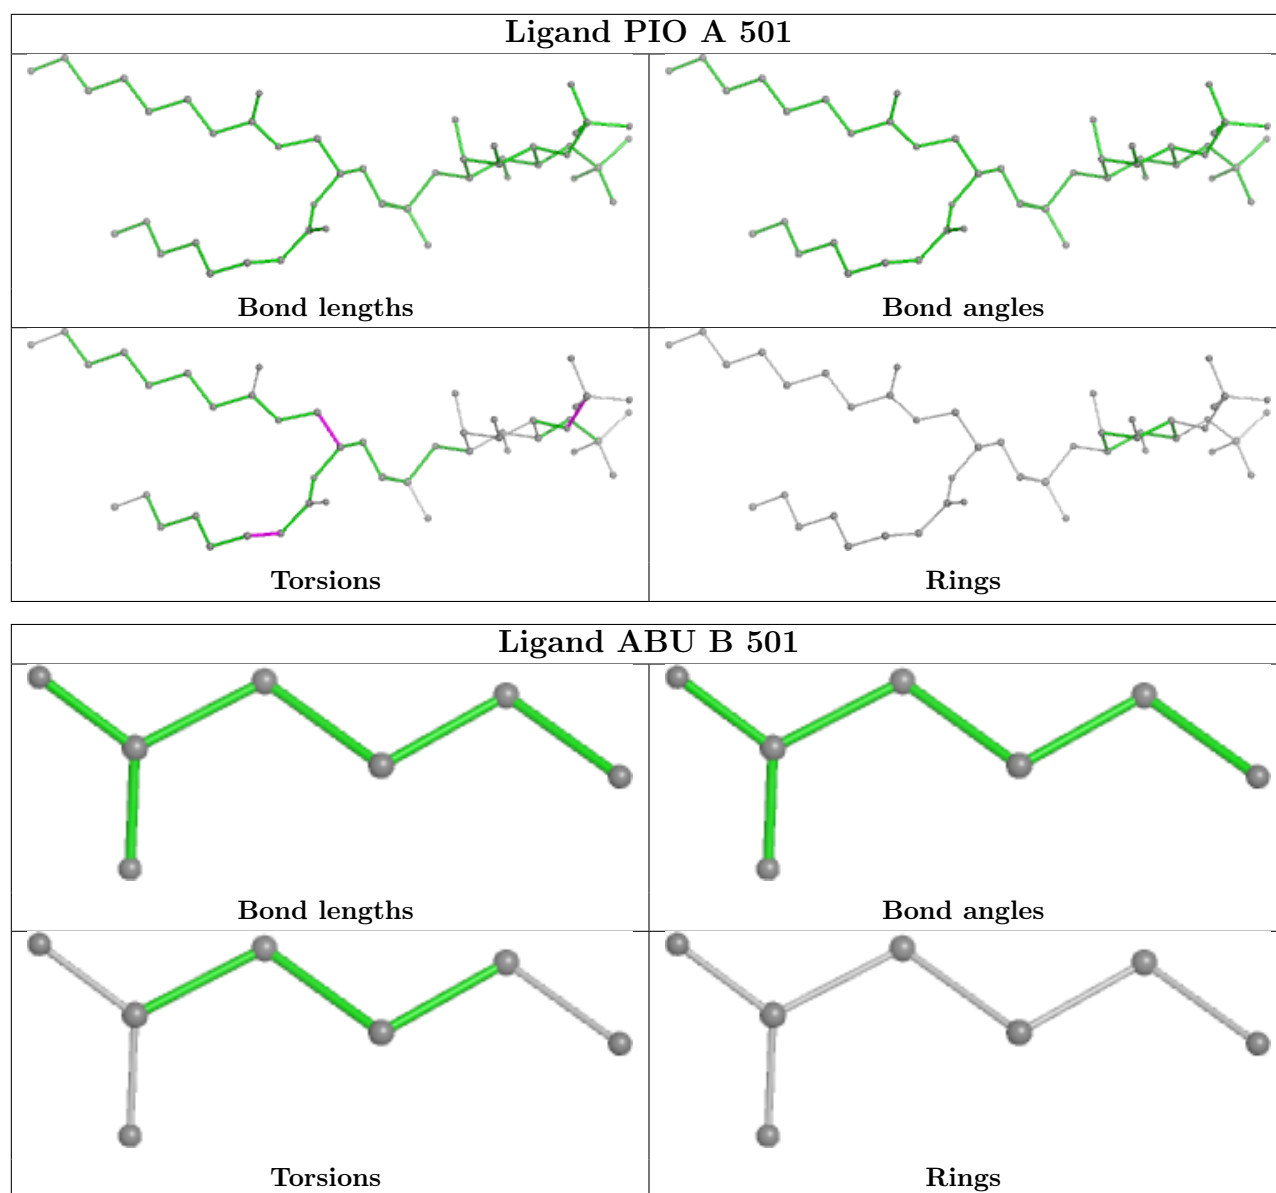 Ligand PIO A 501
Bond lengths
Bond angles
Torsions
Rings
Ligand ABU B 501
Bond lengths
Bond angles
Torsions
Rings